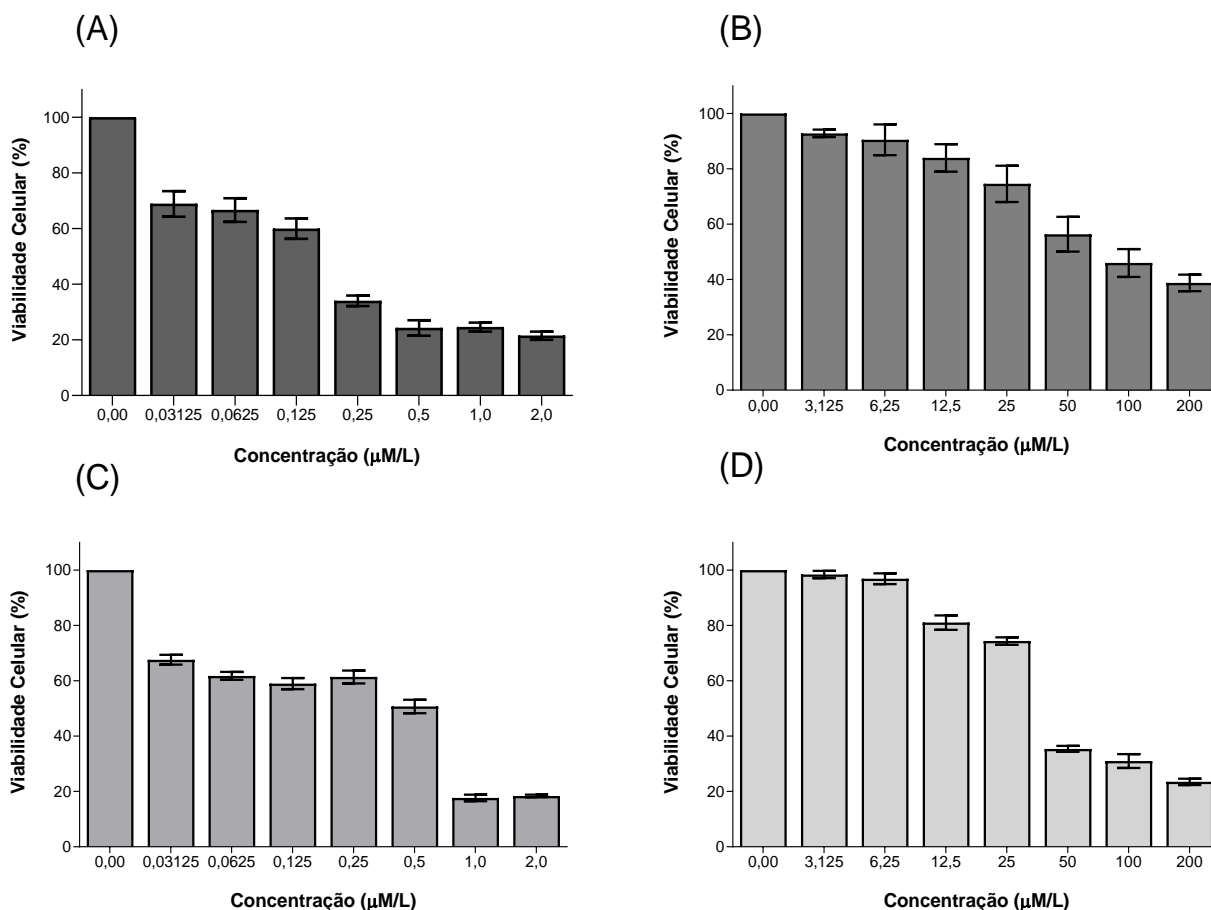 (A)
Viabilidade Celular (%)
100
80
60
40
20
0
0,00 0,03125 0,0625 0,125 0,25 0,5 1,0 2,0
Concentração (µM/L)
(B)
Viabilidade Celular (%)
100
80
60
40
20
0
0,00 3,125 6,25 12,5 25 50 100 200
Concentração (µM/L)
(C)
Viabilidade Celular (%)
100
80
60
40
20
0
0,00 0,03125 0,0625 0,125 0,25 0,5 1,0 2,0
Concentração (µM/L)
(D)
Viabilidade Celular (%)
100
80
60
40
20
0
0,00 3,125 6,25 12,5 25 50 100 200
Concentração (µM/L)